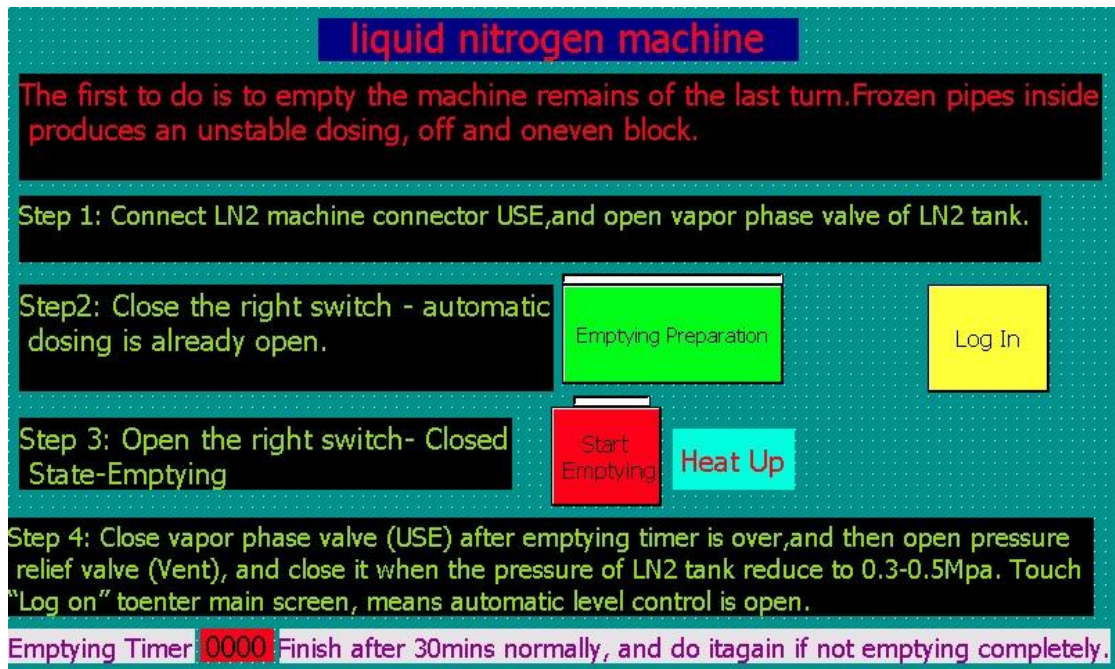 liquid nitrogen machine
The first to do is to empty the machine remains of the last turn.Frozen pipes inside
produces an unstable dosing, off and oneven block.
Step 1: Connect LN2 machine connector USE,and open vapor phase valve of LN2 tank.
Step2: Close the right switch - automatic
dosing is already open.
Emptying Preparation
Log In
Step 3: Open the right switch- Closed
State-Emptying
Start
Emptying
Heat Up
Step 4: Close vapor phase valve (USE) after emptying timer is over,and then open pressure
relief valve (Vent), and close it when the pressure of LN2 tank reduce to 0.3-0.5Mpa. Touch
“Log on” toenter main screen, means automatic level control is open.
Emptying Timer 0000 Finish after 30mins normally, and do itagain if not emptying completely.